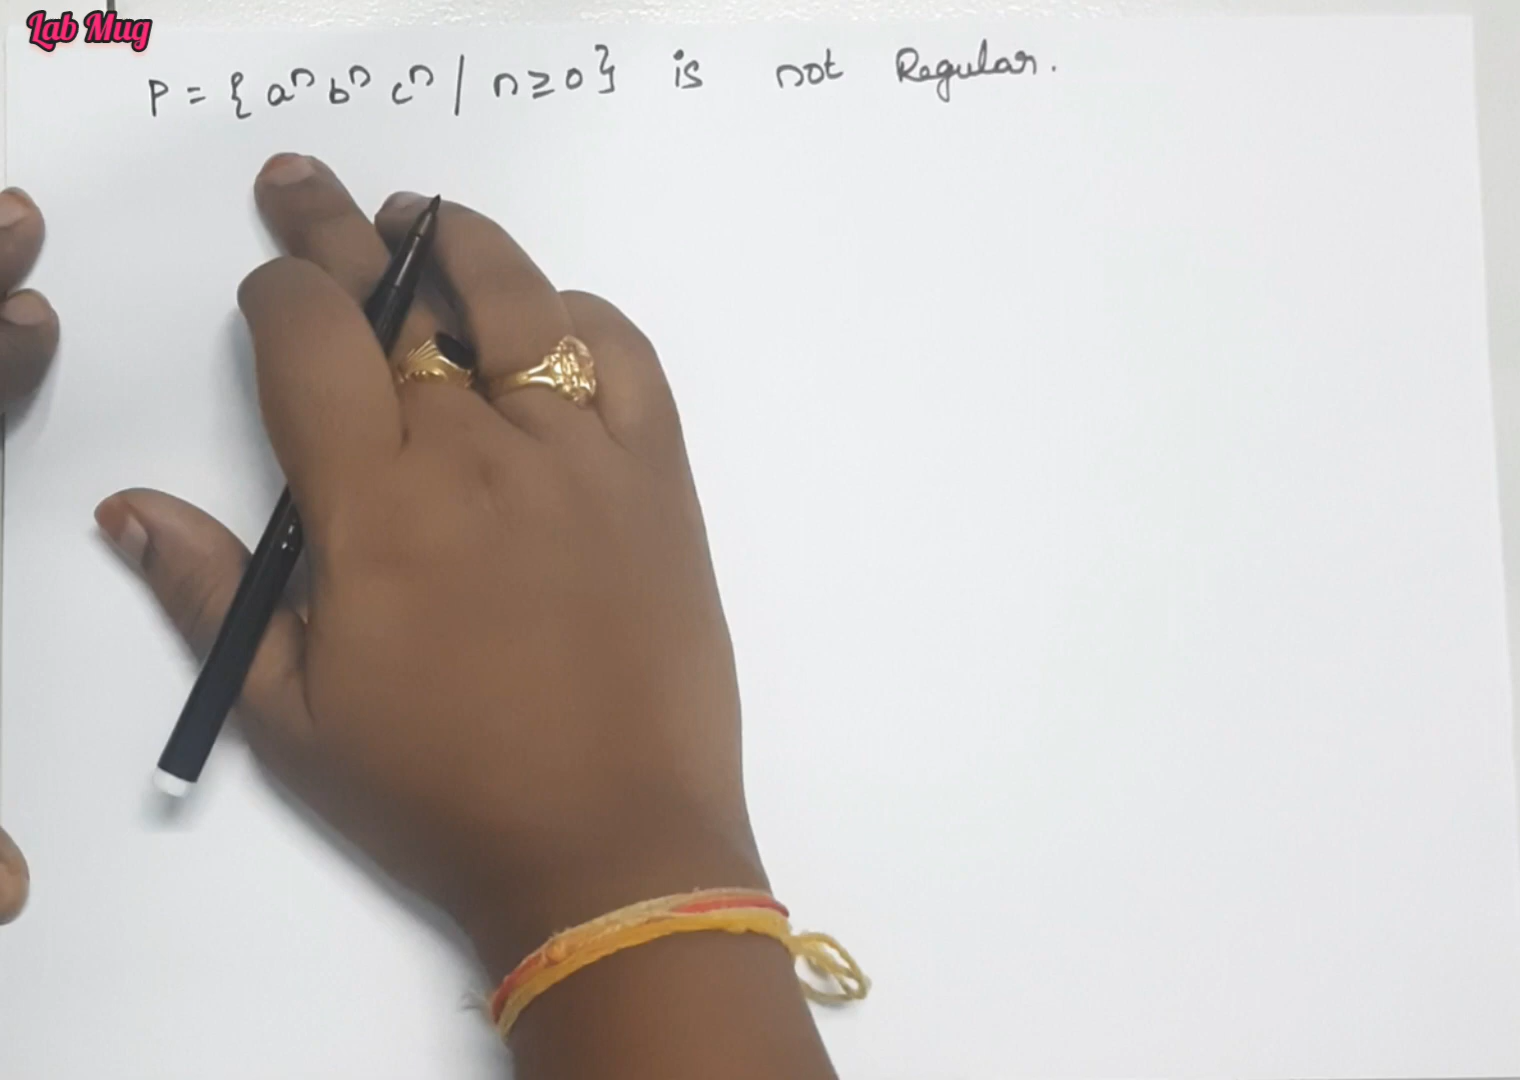 Lab Mug
P = { aⁿ bⁿ cⁿ / n ≥ 0 } is not Regular.